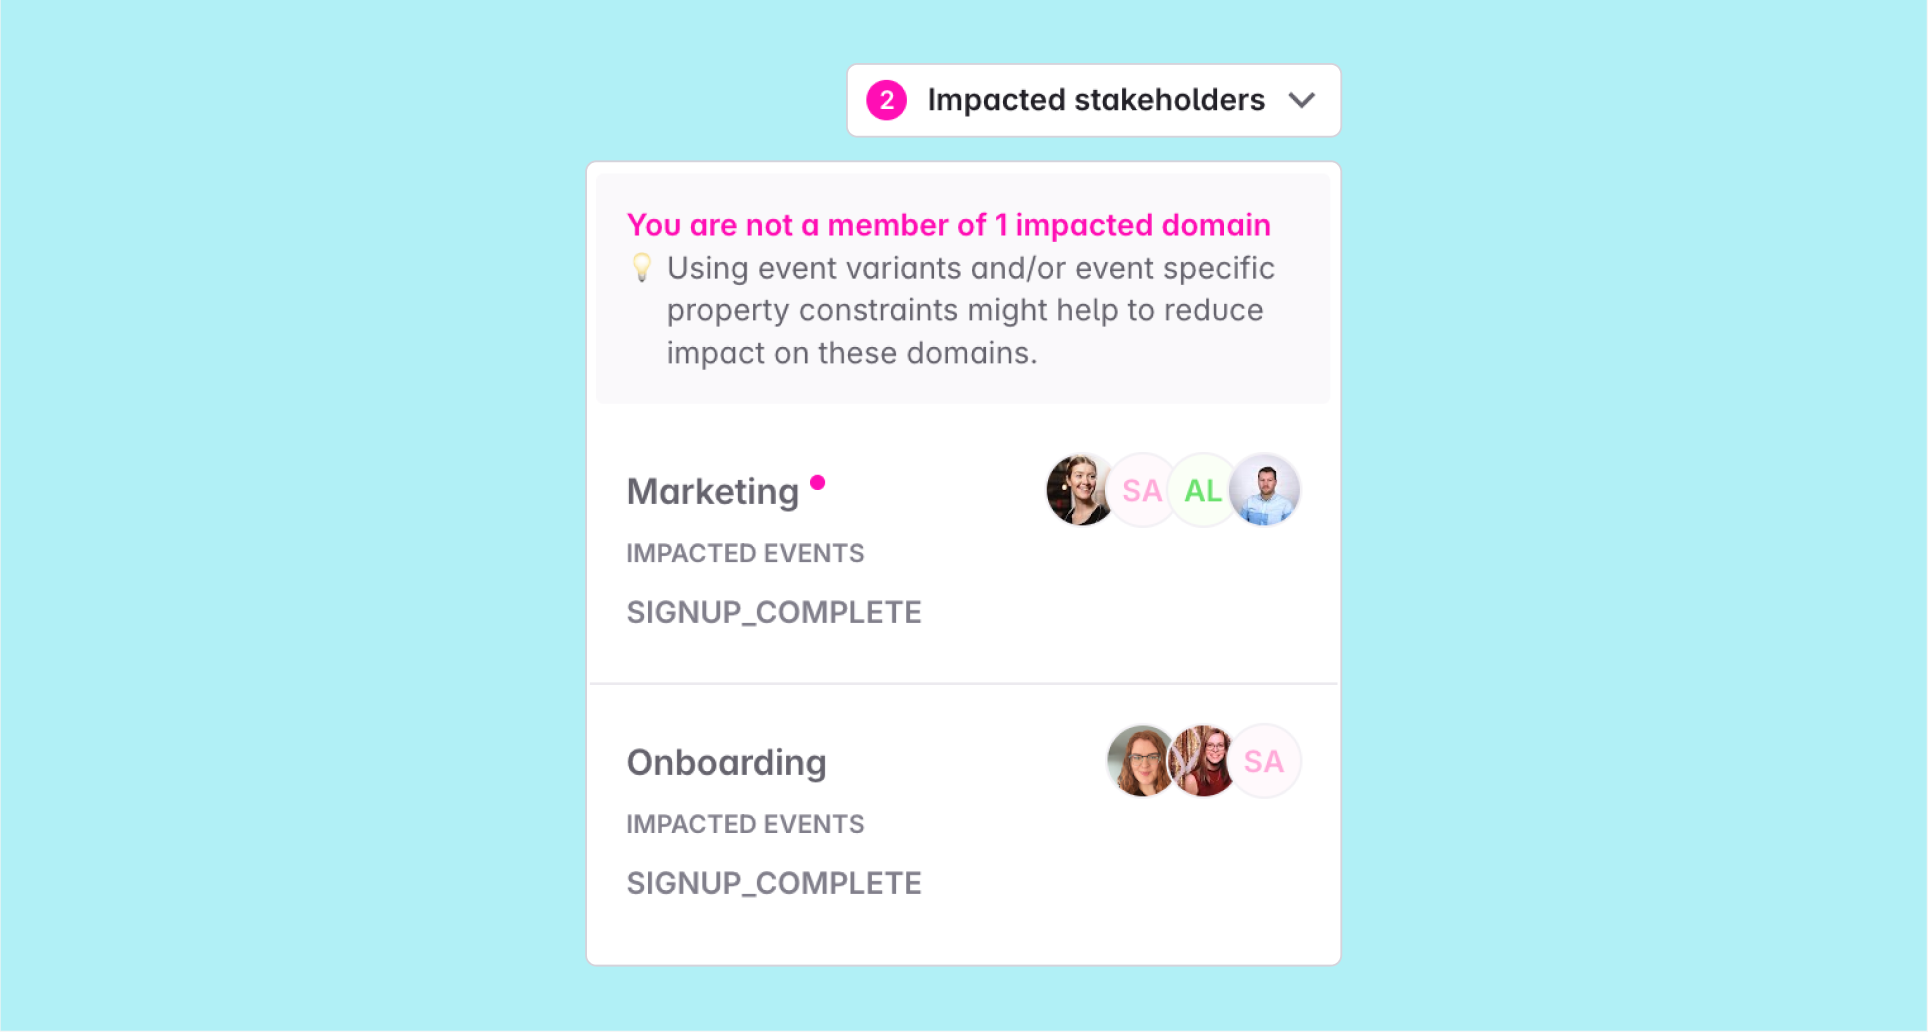 2 Impacted stakeholders
You are not a member of 1 impacted domain
💡 Using event variants and/or event specific
property constraints might help to reduce
impact on these domains.
Marketing
SA AL
IMPACTED EVENTS
SIGNUP_COMPLETE
Onboarding
SA
IMPACTED EVENTS
SIGNUP_COMPLETE